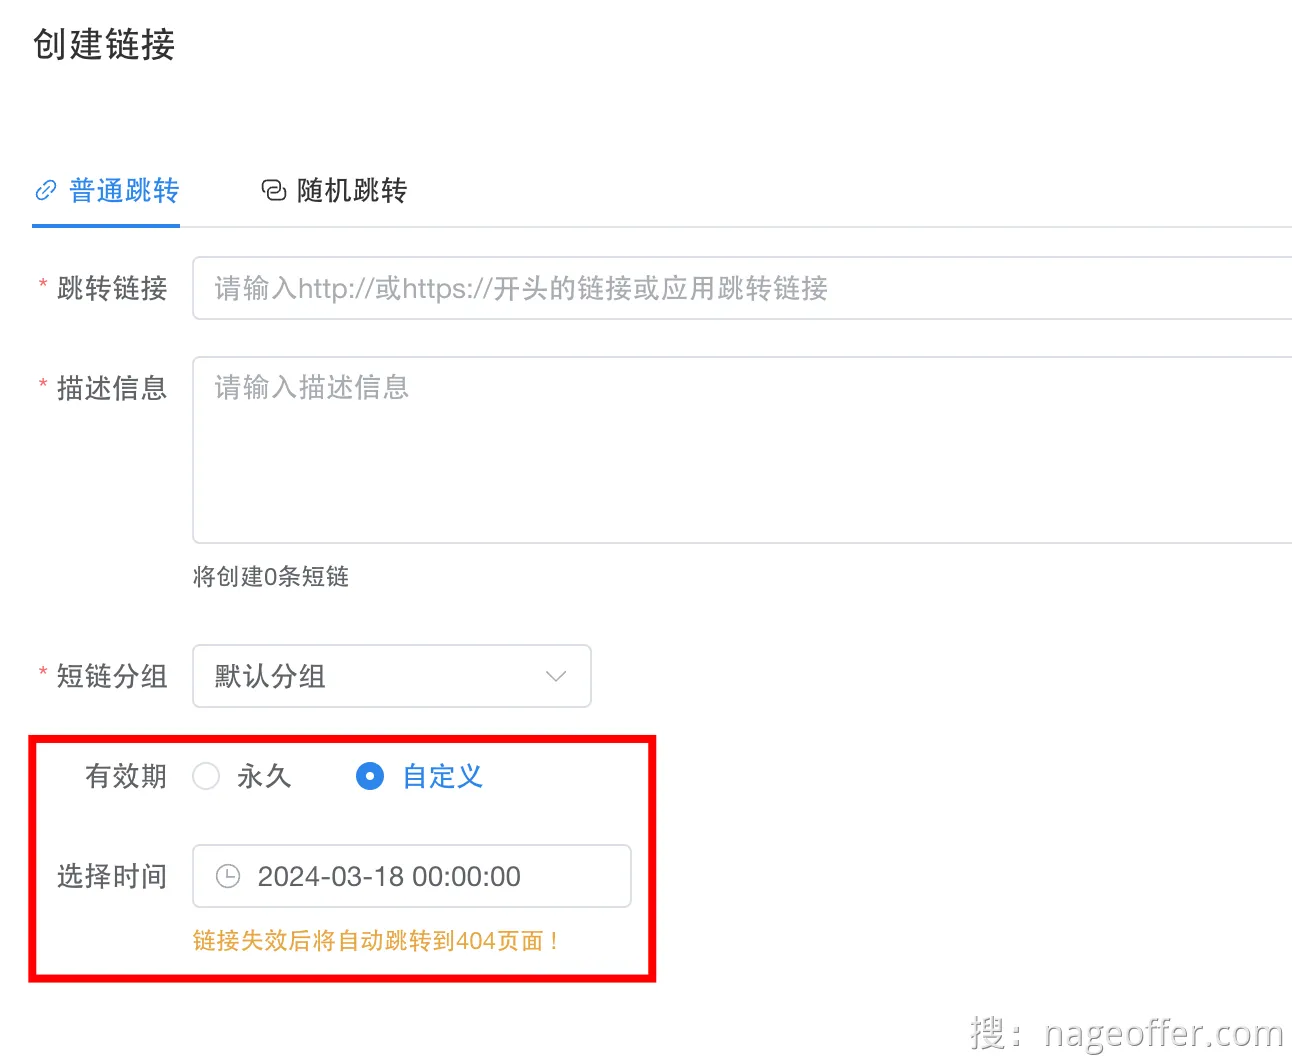 创建链接
普通跳转 随机跳转
* 跳转链接 请输入http://或https://开头的链接或应用跳转链接
* 描述信息 请输入描述信息
将创建0条短链
* 短链分组 默认分组
有效期 永久 自定义
选择时间 2024-03-18 00:00:00
链接失效后将自动跳转到404页面！
搜：nageoffer.com